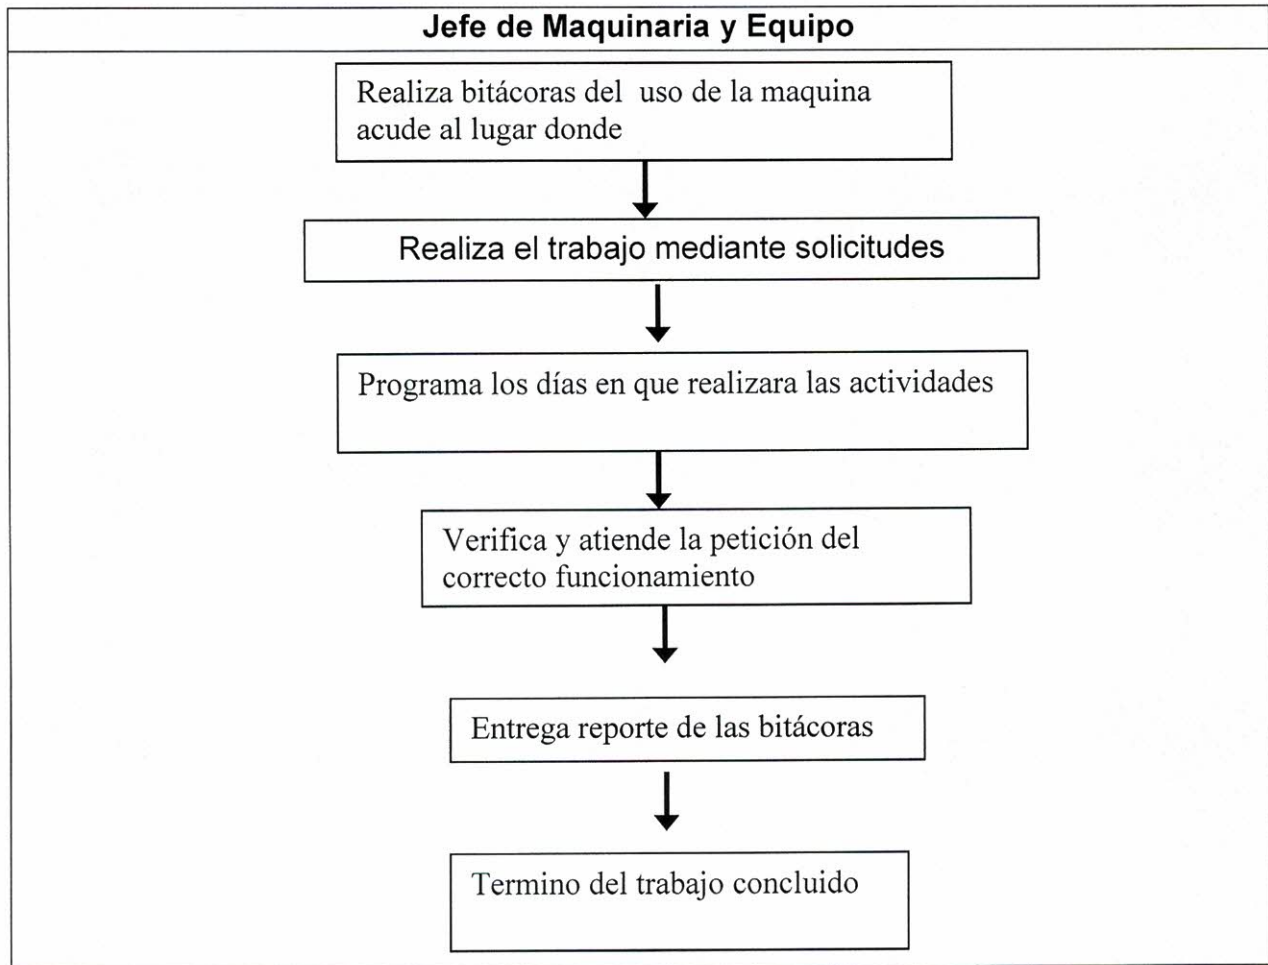 Jefe de Maquinaria y Equipo
Realiza bitácoras del uso de la maquina
acude al lugar donde
Realiza el trabajo mediante solicitudes
Programa los días en que realizara las actividades
Verifica y atiende la petición del
correcto funcionamiento
Entrega reporte de las bitácoras
Termino del trabajo concluido